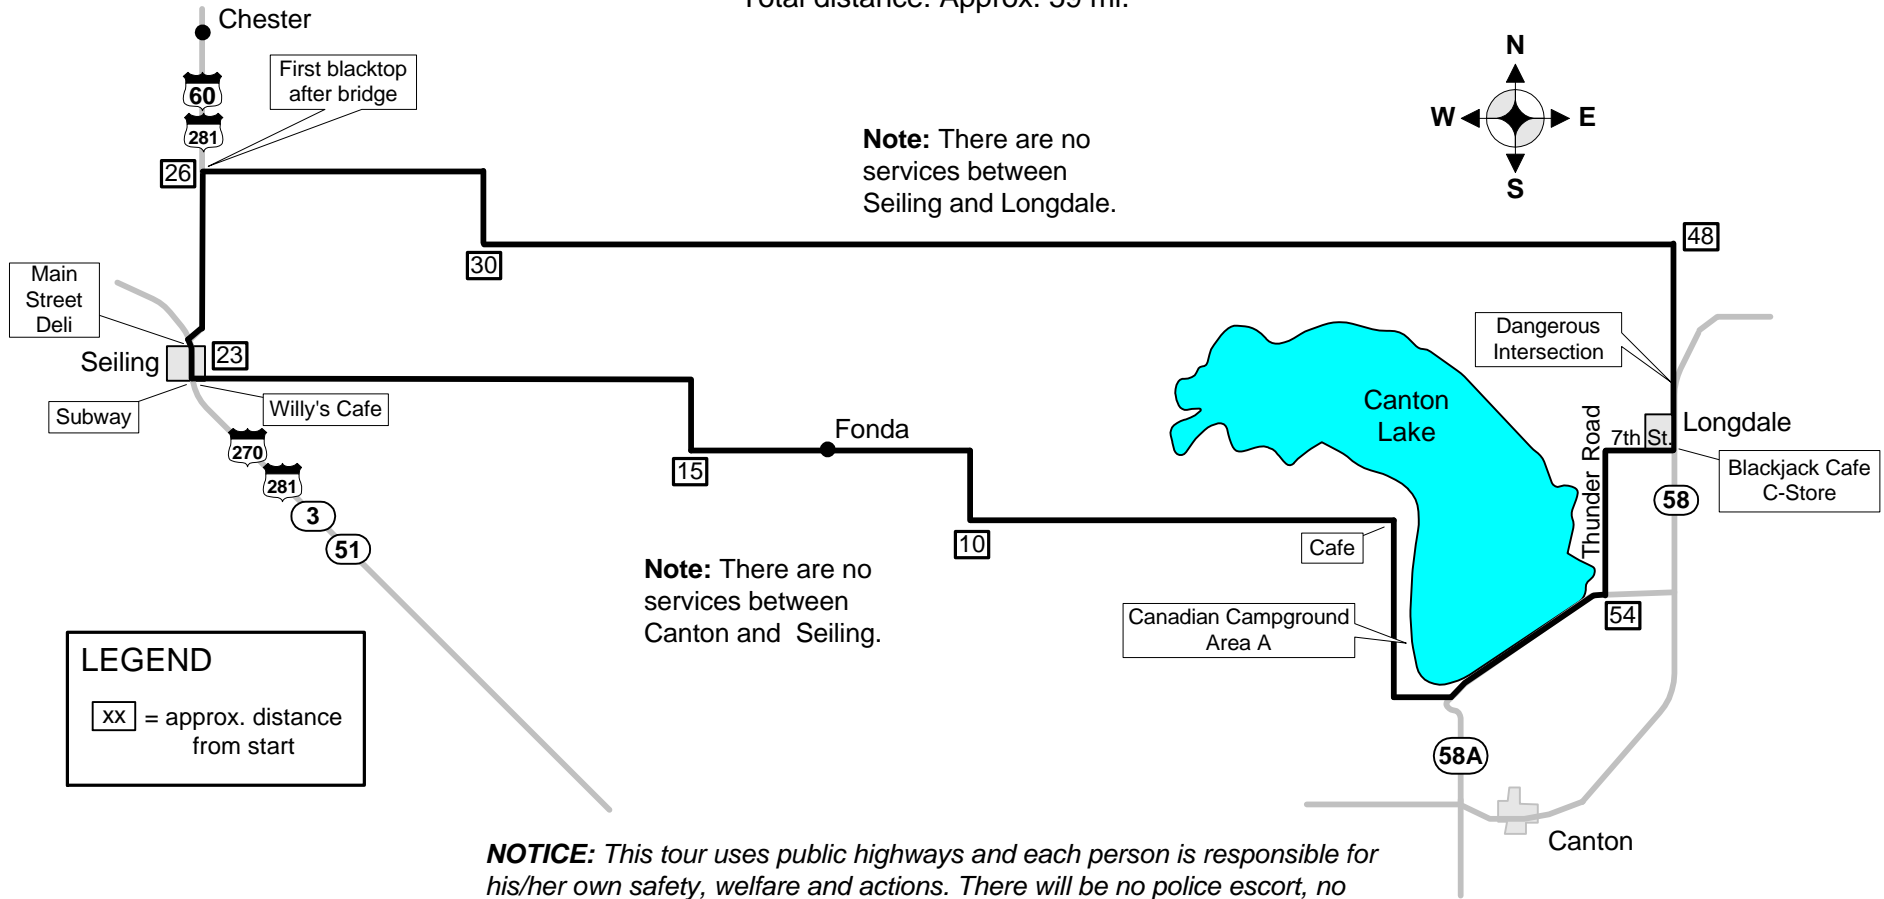 Total distance: Approx. 59 mi.
Chester
60
281
First blacktop
after bridge
26
Note: There are no
services between
Seiling and Longdale.
N
W
E
S
30
48
Main
Street
Deli
Seiling
23
Subway
Willy's Cafe
270
281
3
51
15
Fonda
10
Note: There are no
services between
Canton and Seiling.
Cafe
Canton
Lake
Canadian Campground
Area A
Dangerous
Intersection
Thunder Road
7th St.
Longdale
Blackjack Cafe
C-Store
58
54
58A
Canton
LEGEND
xx = approx. distance
from start
NOTICE: This tour uses public highways and each person is responsible for
his/her own safety, welfare and actions. There will be no police escort, no